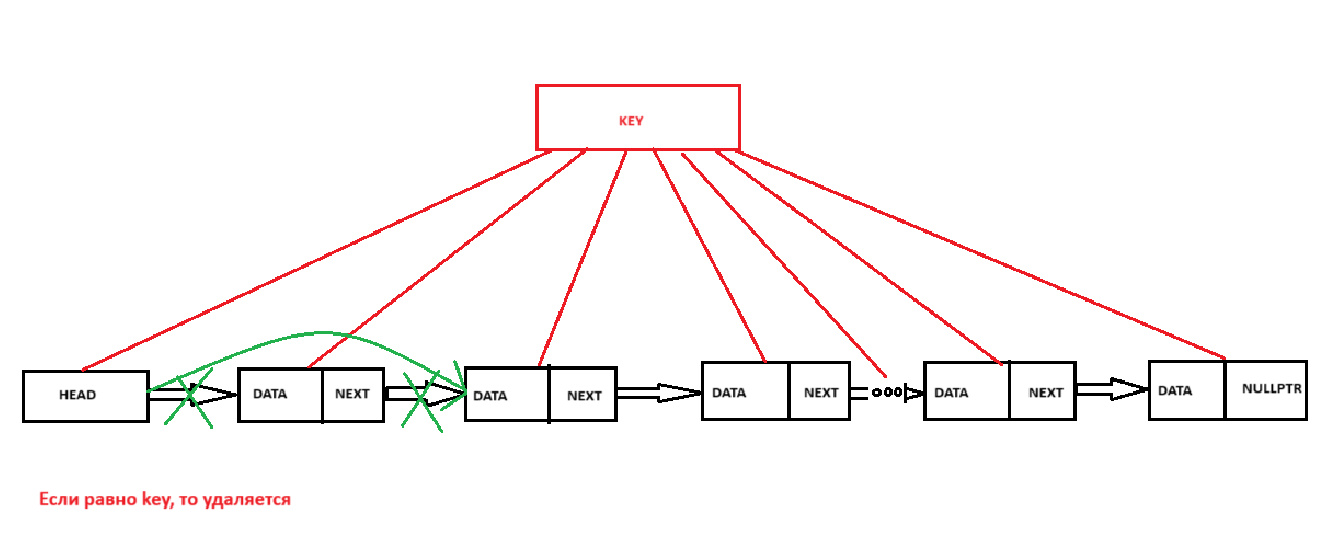 KEY
HEAD
DATA
NEXT
DATA
NEXT
DATA
NEXT
DATA
NEXT
DATA
NULLPTR
Если равно key, то удаляется